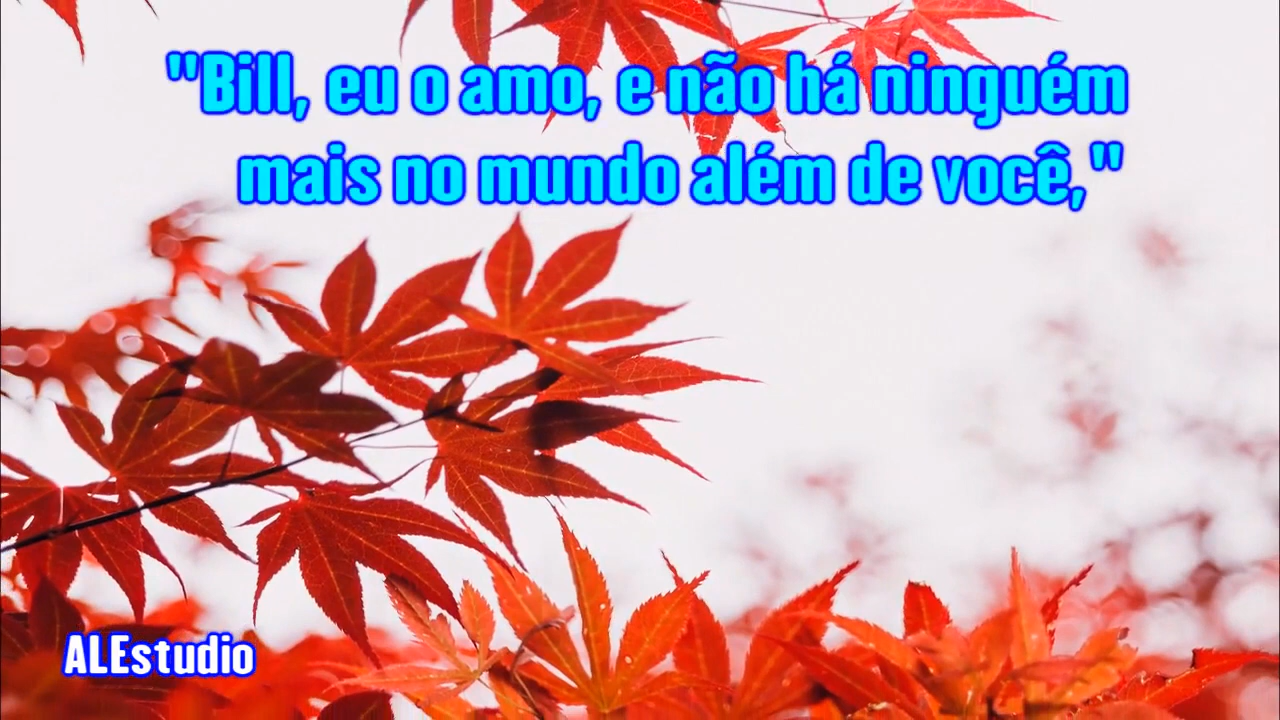 "Bill, eu o amo, e não há ninguém
mais no mundo além de você,"
ALEstudio